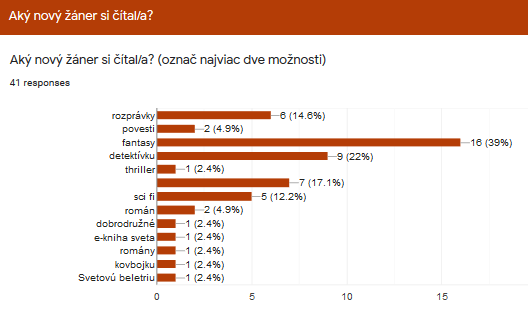 Aký nový žáner si čítal/a?
Aký nový žáner si čítal/a? (označ najviac dve možnosti)
41 responses
rozprávky 6 (14.6%)
povesti 2 (4.9%)
fantasy 16 (39%)
detektívku 9 (22%)
thriller 1 (2.4%)
7 (17.1%)
sci fi 5 (12.2%)
román 2 (4.9%)
dobrodružné 1 (2.4%)
e-kniha sveta 1 (2.4%)
romány 1 (2.4%)
kovbojku 1 (2.4%)
Svetovú beletriu 1 (2.4%)
0 5 10 15